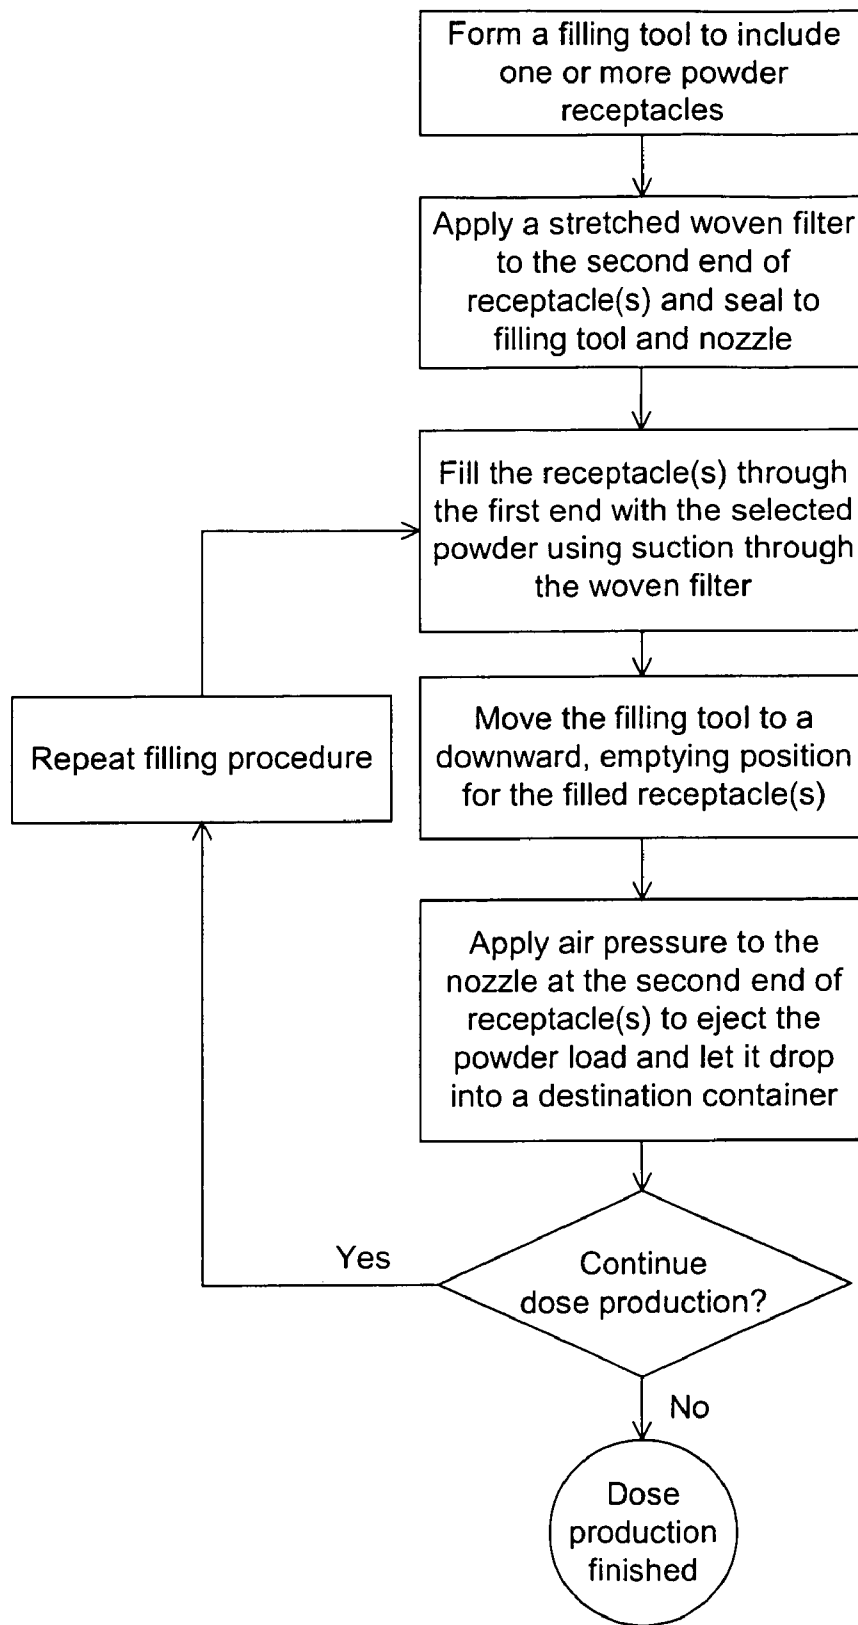 Form a filling tool to include
one or more powder
receptacles
Apply a stretched woven filter
to the second end of
receptacle(s) and seal to
filling tool and nozzle
Fill the receptacle(s) through
the first end with the selected
powder using suction through
the woven filter
Repeat filling procedure
Move the filling tool to a
downward, emptying position
for the filled receptacle(s)
Apply air pressure to the
nozzle at the second end of
receptacle(s) to eject the
powder load and let it drop
into a destination container
Yes
Continue
dose production?
No
Dose
production
finished